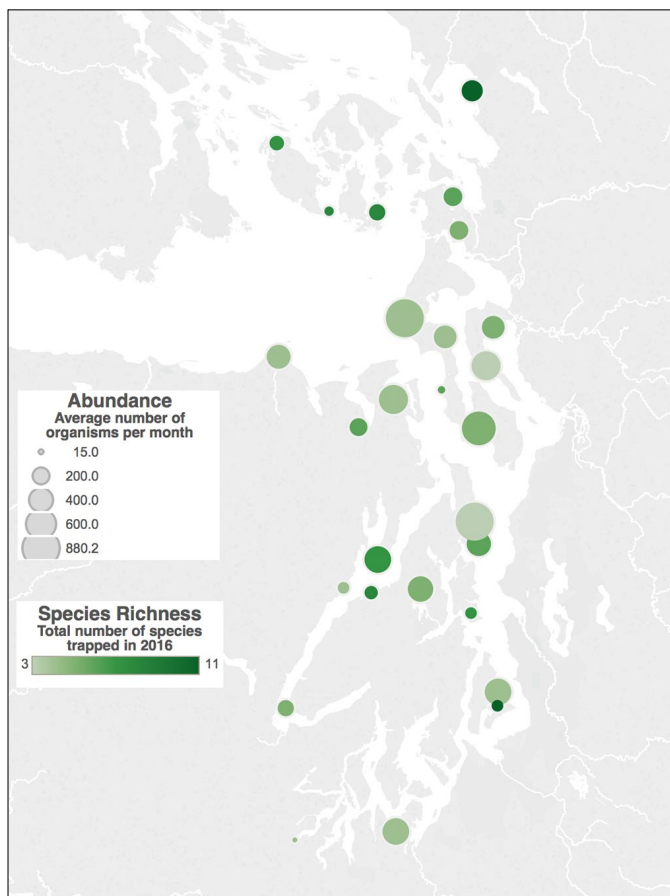 Abundance
Average number of
organisms per month
15.0
200.0
400.0
600.0
880.2
Species Richness
Total number of species
trapped in 2016
3 11